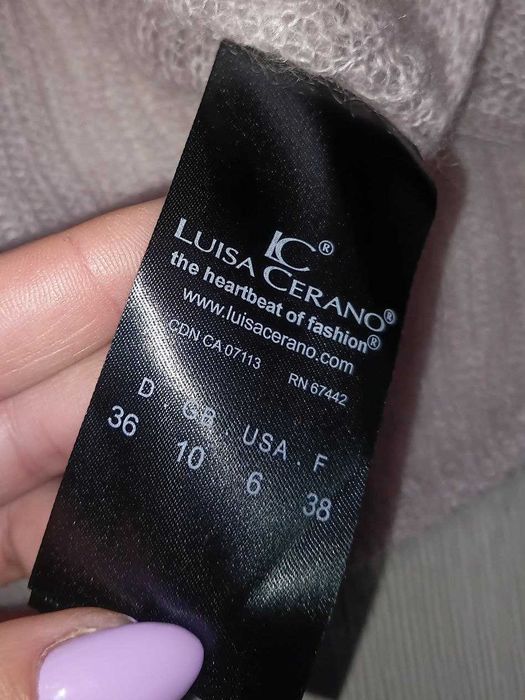 LC®
LUISA CERANO®
the heartbeat of fashion®
www.luisacerano.com
CDN CA 07113 RN 67442
D . GB . USA . F
36 10 6 38